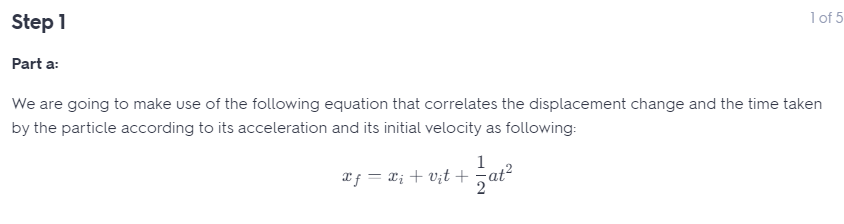 Step 1
1 of 5
Part a:
We are going to make use of the following equation that correlates the displacement change and the time taken
by the particle according to its acceleration and its initial velocity as following:
x_f = x_i + v_i t + \frac{1}{2} a t^2